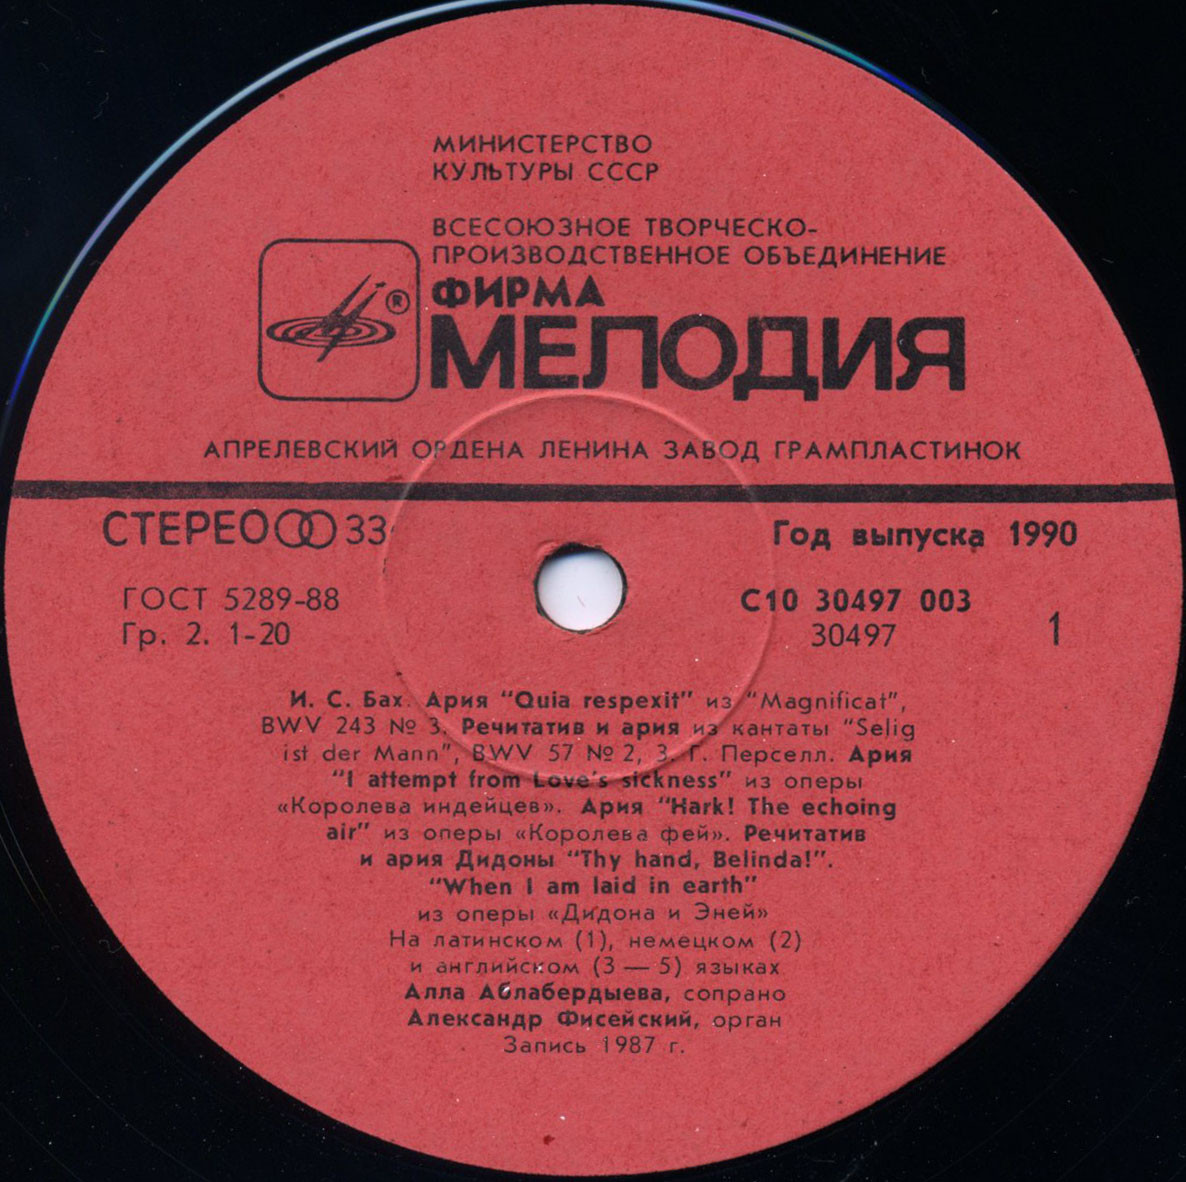 МИНИСТЕРСТВО
КУЛЬТУРЫ СССР
ВСЕСОЮЗНОЕ ТВОРЧЕСКО-
ПРОИЗВОДСТВЕННОЕ ОБЪЕДИНЕНИЕ
ФИРМА
®
МЕЛОДИЯ
АПРЕЛЕВСКИЙ ОРДЕНА ЛЕНИНА ЗАВОД ГРАМПЛАСТИНОК
СТЕРЕО 33 Год выпуска 1990
ГОСТ 5289-88 С10 30497 003
Гр. 2. 1-20 30497 1
И. С. Бах. Ария "Quia respexit" из "Magnificat",
BWV 243 № 3. Речитатив и ария из кантаты "Selig
ist der Mann", BWV 57 № 2, 3. Г. Перселл. Ария
"I attempt from Love's sickness" из оперы
«Королева индейцев». Ария "Hark! The echoing
air" из оперы «Королева фей». Речитатив
и ария Дидоны "Thy hand, Belinda!".
"When I am laid in earth"
из оперы «Дидона и Эней»
На латинском (1), немецком (2)
и английском (3 — 5) языках
Алла Аблабердыева, сопрано
Александр Фисейский, орган
Запись 1987 г.